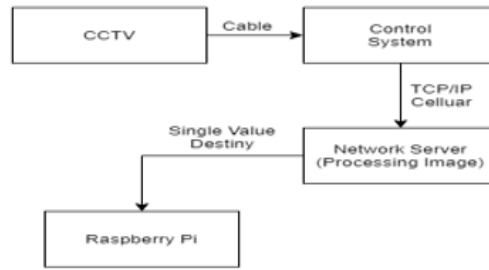 CCTV
Cable
Control
System
TCP/IP
Celluar
Single Value
Destiny
Network Server
(Processing Image)
Raspberry Pi